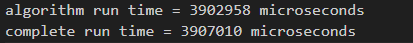 algorithm run time = 3902958 microseconds
complete run time = 3907010 microseconds